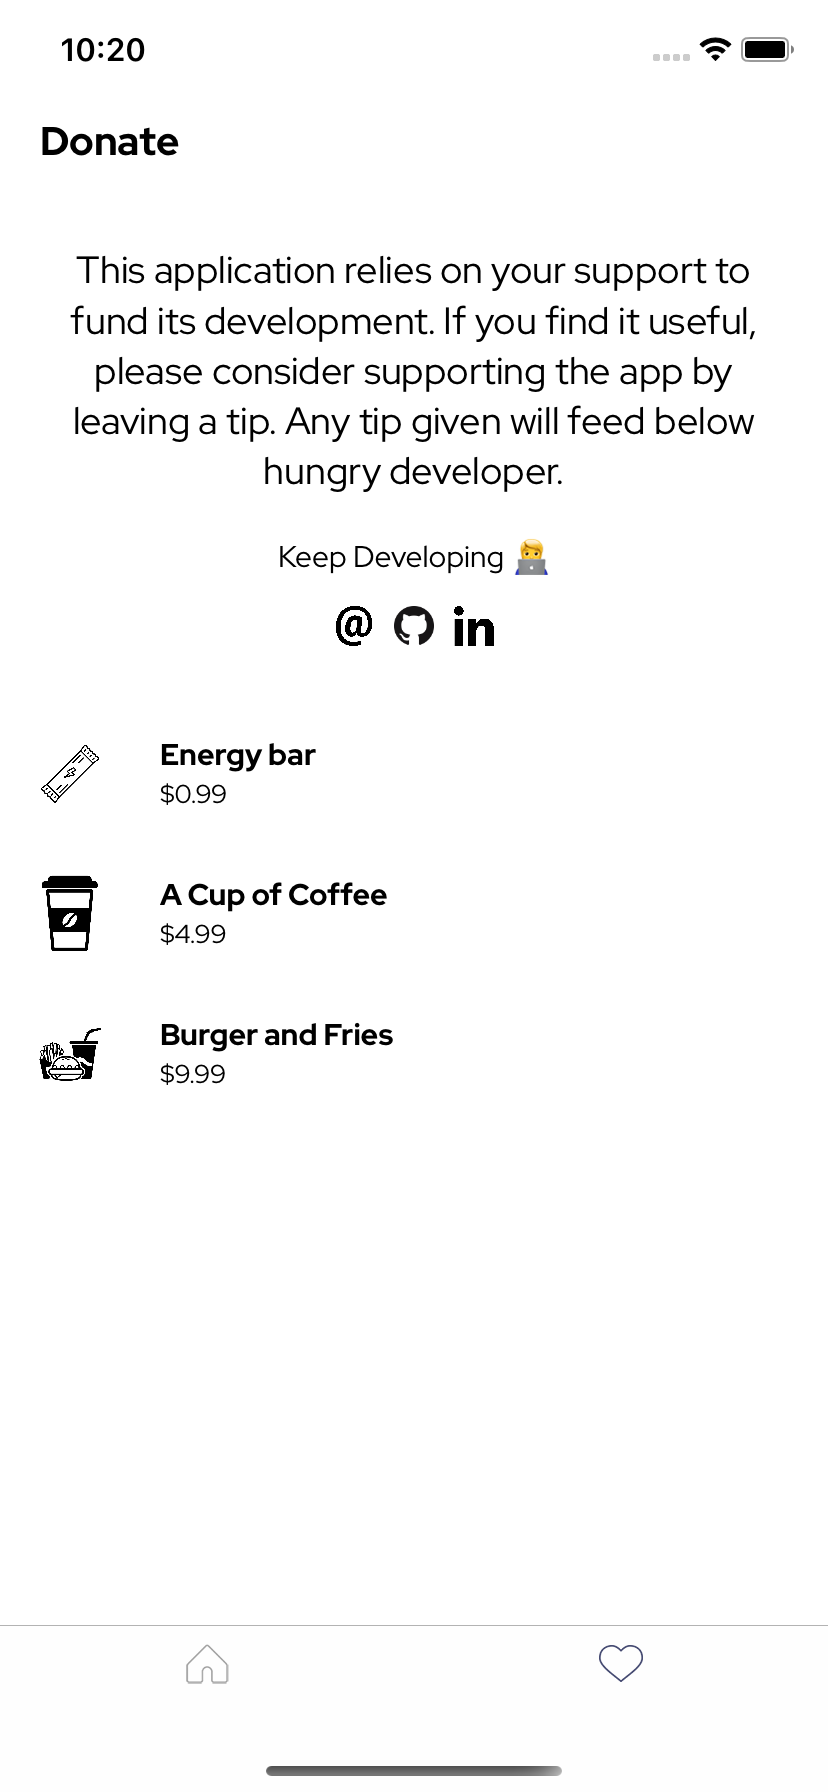 10:20
Donate
This application relies on your support to
fund its development. If you find it useful,
please consider supporting the app by
leaving a tip. Any tip given will feed below
hungry developer.
Keep Developing 🧑‍💻
@ in
Energy bar
$0.99
A Cup of Coffee
$4.99
Burger and Fries
$9.99